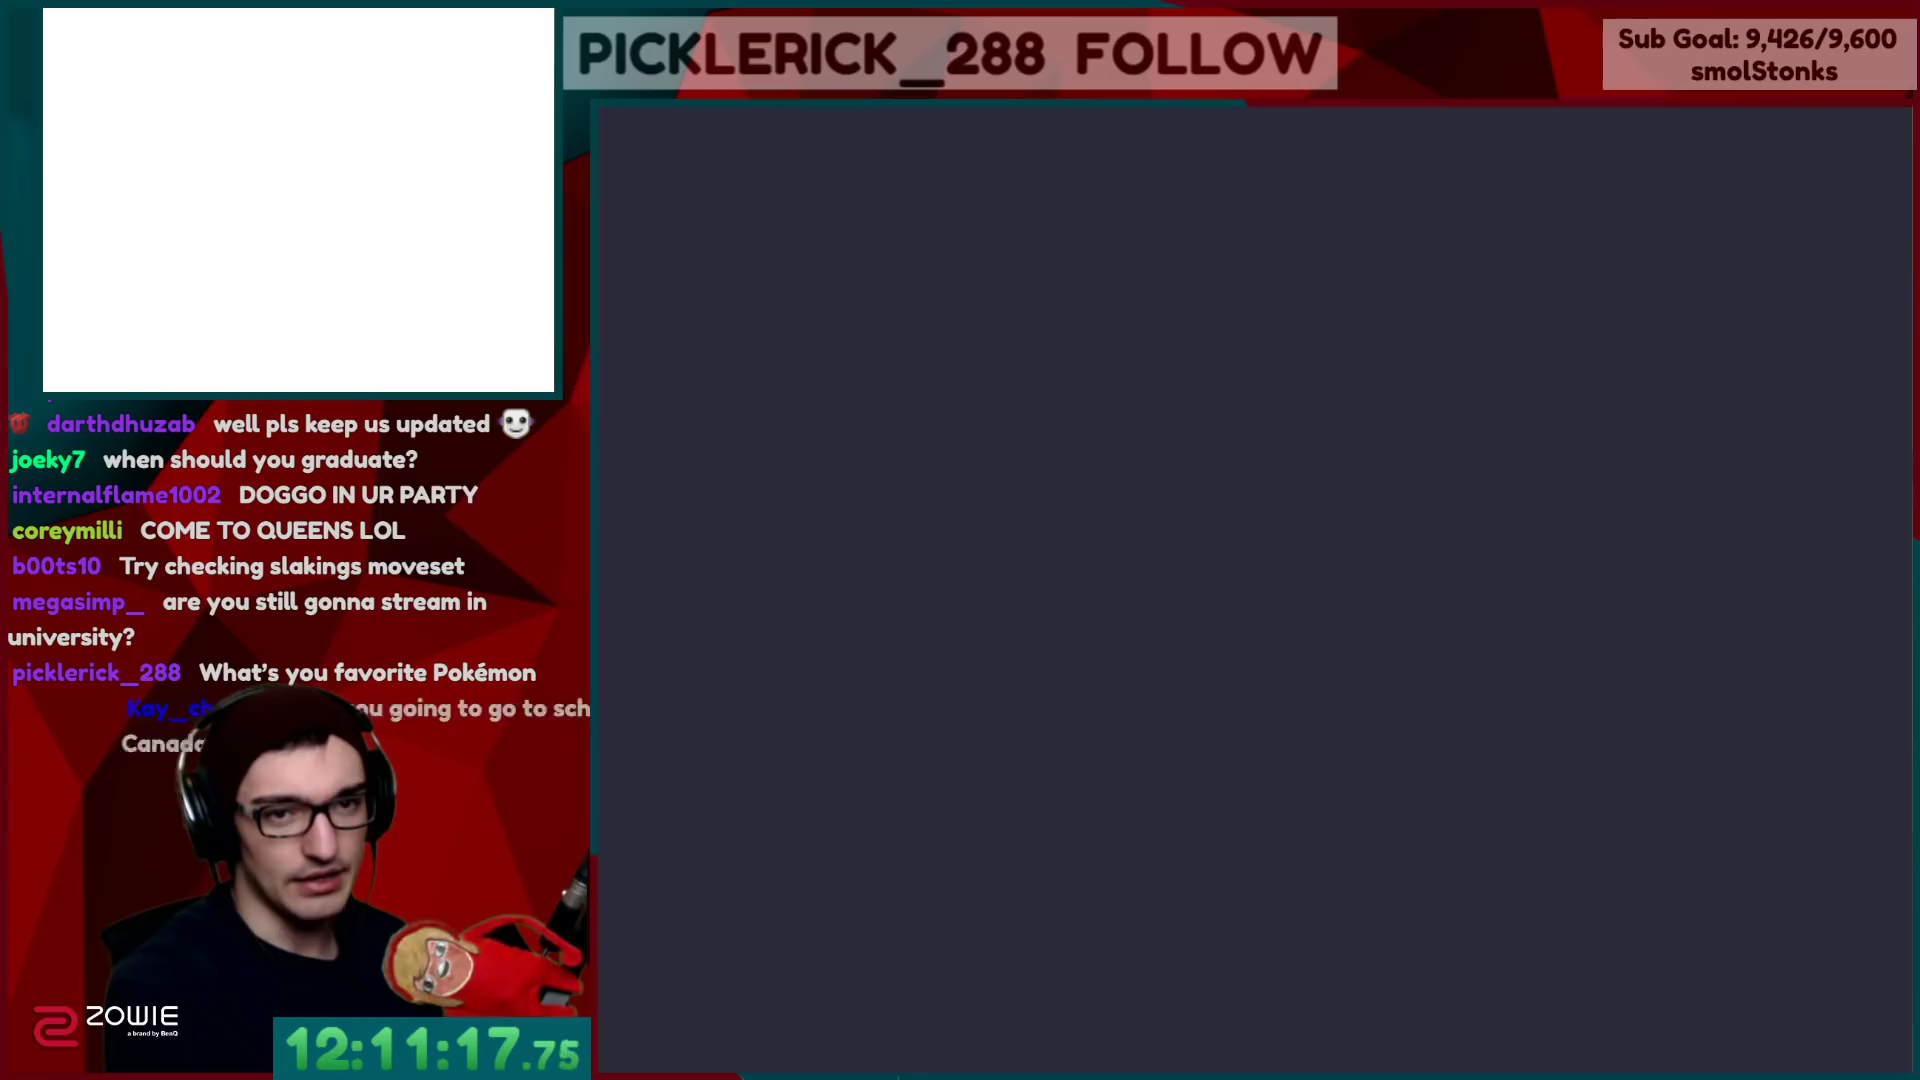 PICKLERICK_288 FOLLOW
Sub Goal: 9,426/9,600
smolStonks
darthdhuzab well pls keep us updated
joeky7 when should you graduate?
internalflame1002 DOGGO IN UR PARTY
coreymilli COME TO QUEENS LOL
b00ts10 Try checking slakings moveset
megasimp_ are you still gonna stream in
university?
picklerick_288 What's you favorite Pokémon
going to go to
ZOWIE
a brand by BenQ
12:11:17.75